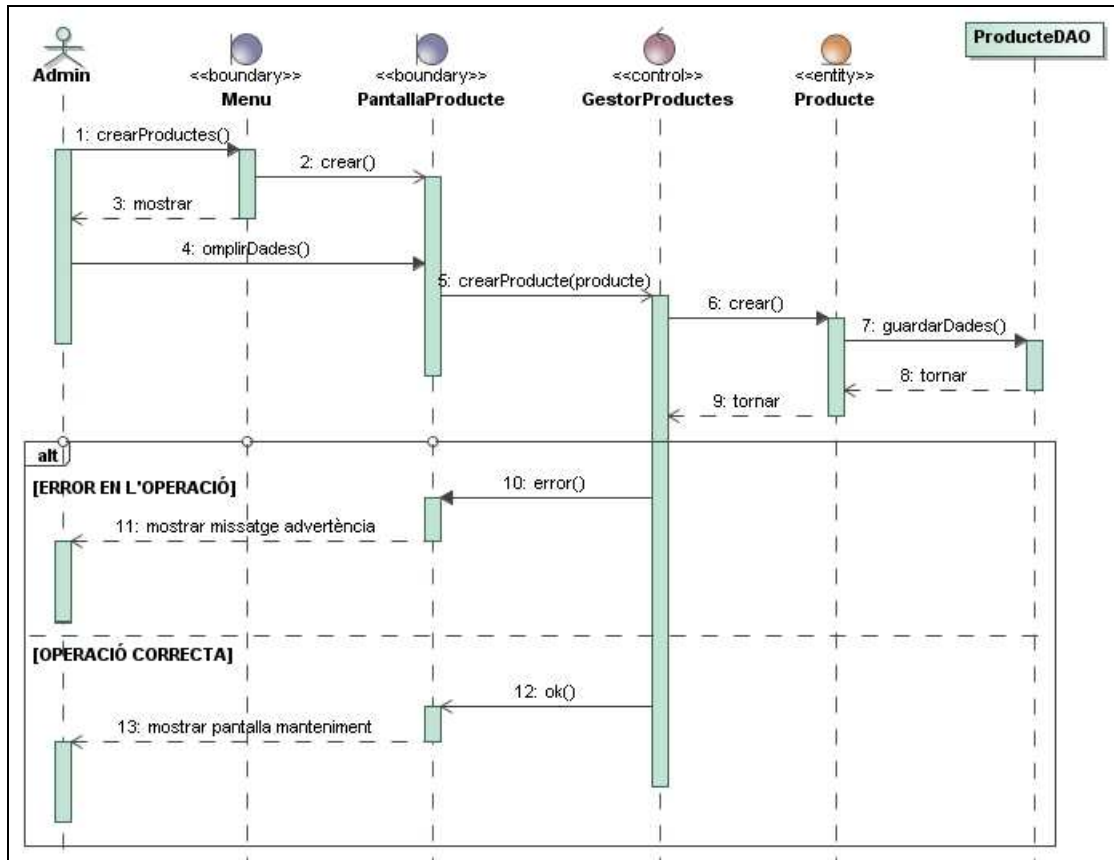 Admin
<<boundary>>
Menu
<<boundary>>
PantallaProducte
<<control>>
GestorProductes
<<entity>>
Producte
ProducteDAO
1: crearProductes()
2: crear()
3: mostrar
4: omplirDades()
5: crearProducte(producte)
6: crear()
7: guardarDades()
8: tornar
9: tornar
alt
[ERROR EN L'OPERACIÓ]
10: error()
11: mostrar missatge advertència
[OPERACIÓ CORRECTA]
12: ok()
13: mostrar pantalla manteniment